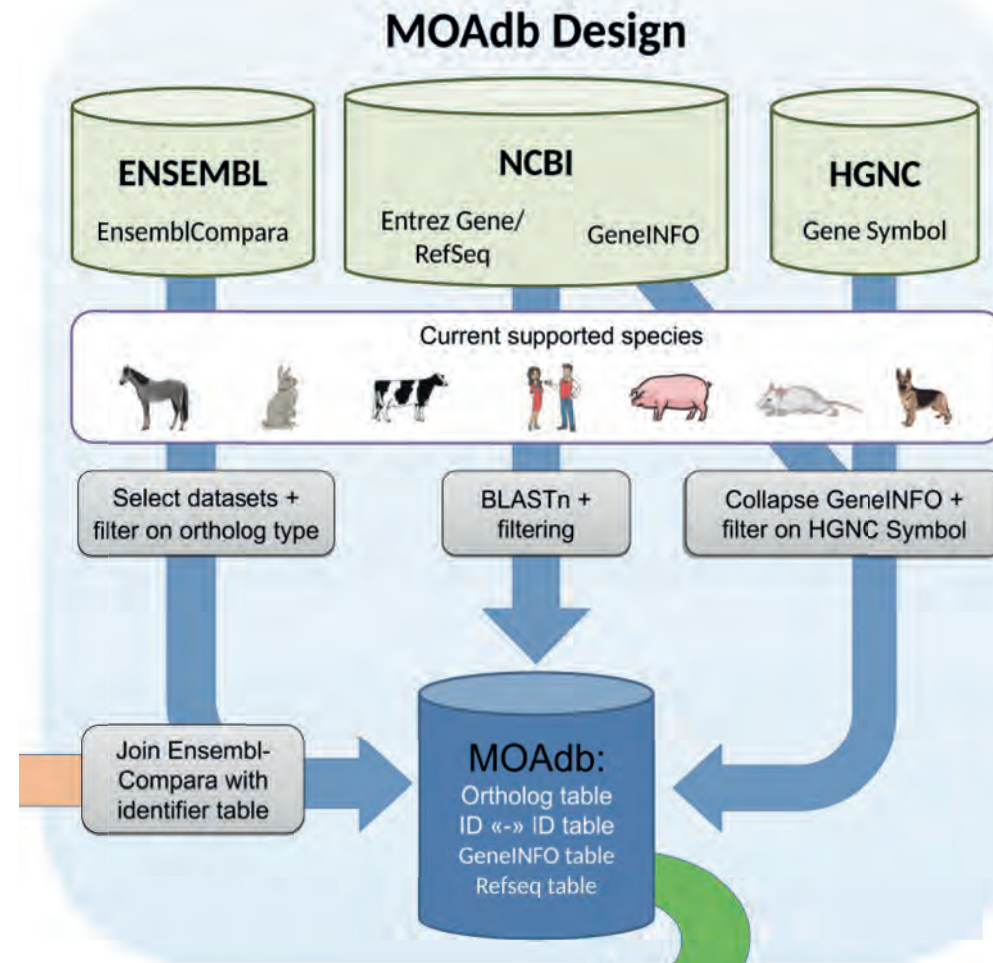 MOAdb Design
ENSEMBL
EnsemblCompara
NCBI
Entrez Gene/
RefSeq
GeneINFO
HGNC
Gene Symbol
Current supported species
Select datasets +
filter on ortholog type
BLASTn +
filtering
Collapse GeneINFO +
filter on HGNC Symbol
Join Ensembl-
Compara with
identifier table
MOAdb:
Ortholog table
ID «-» ID table
GeneINFO table
Refseq table